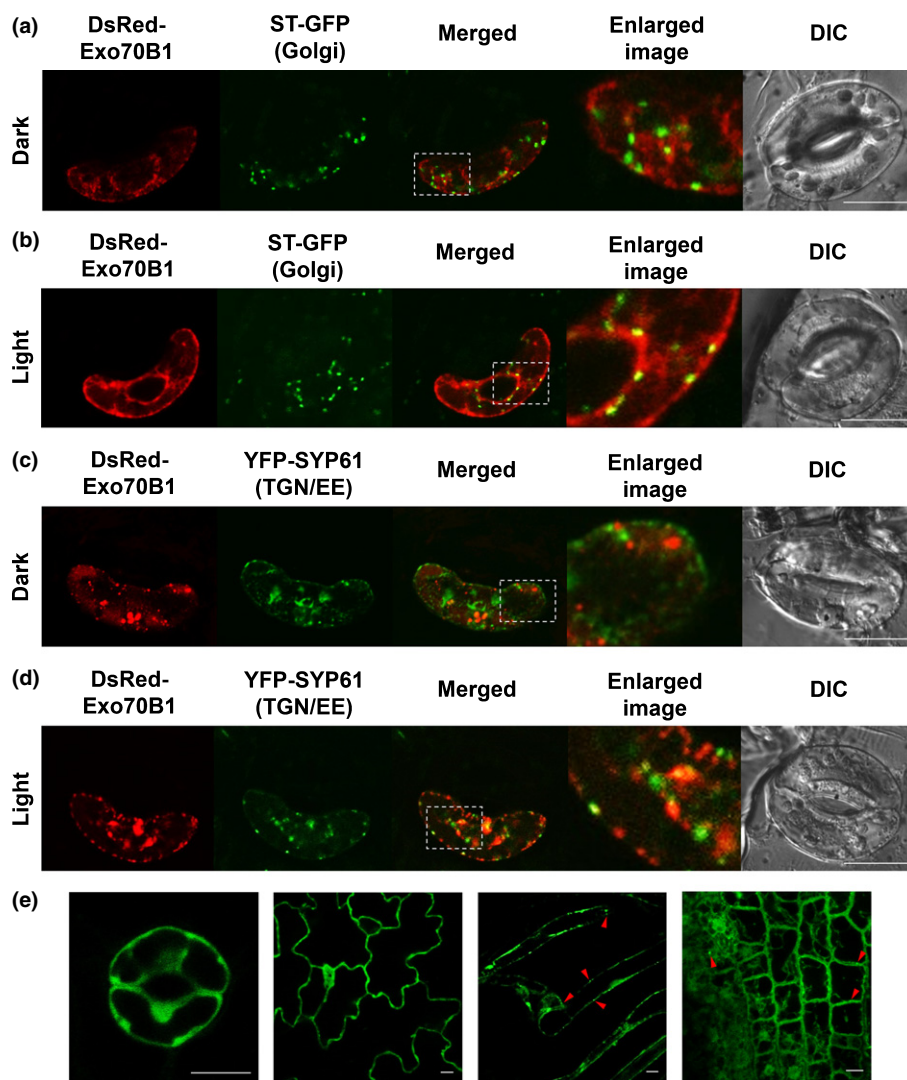 (a)
DsRed-
Exo70B1
ST-GFP
(Golgi)
Merged
Enlarged
image
DIC
Dark
(b)
DsRed-
Exo70B1
ST-GFP
(Golgi)
Merged
Enlarged
image
DIC
Light
(c)
DsRed-
Exo70B1
YFP-SYP61
(TGN/EE)
Merged
Enlarged
image
DIC
Dark
(d)
DsRed-
Exo70B1
YFP-SYP61
(TGN/EE)
Merged
Enlarged
image
DIC
Light
(e)